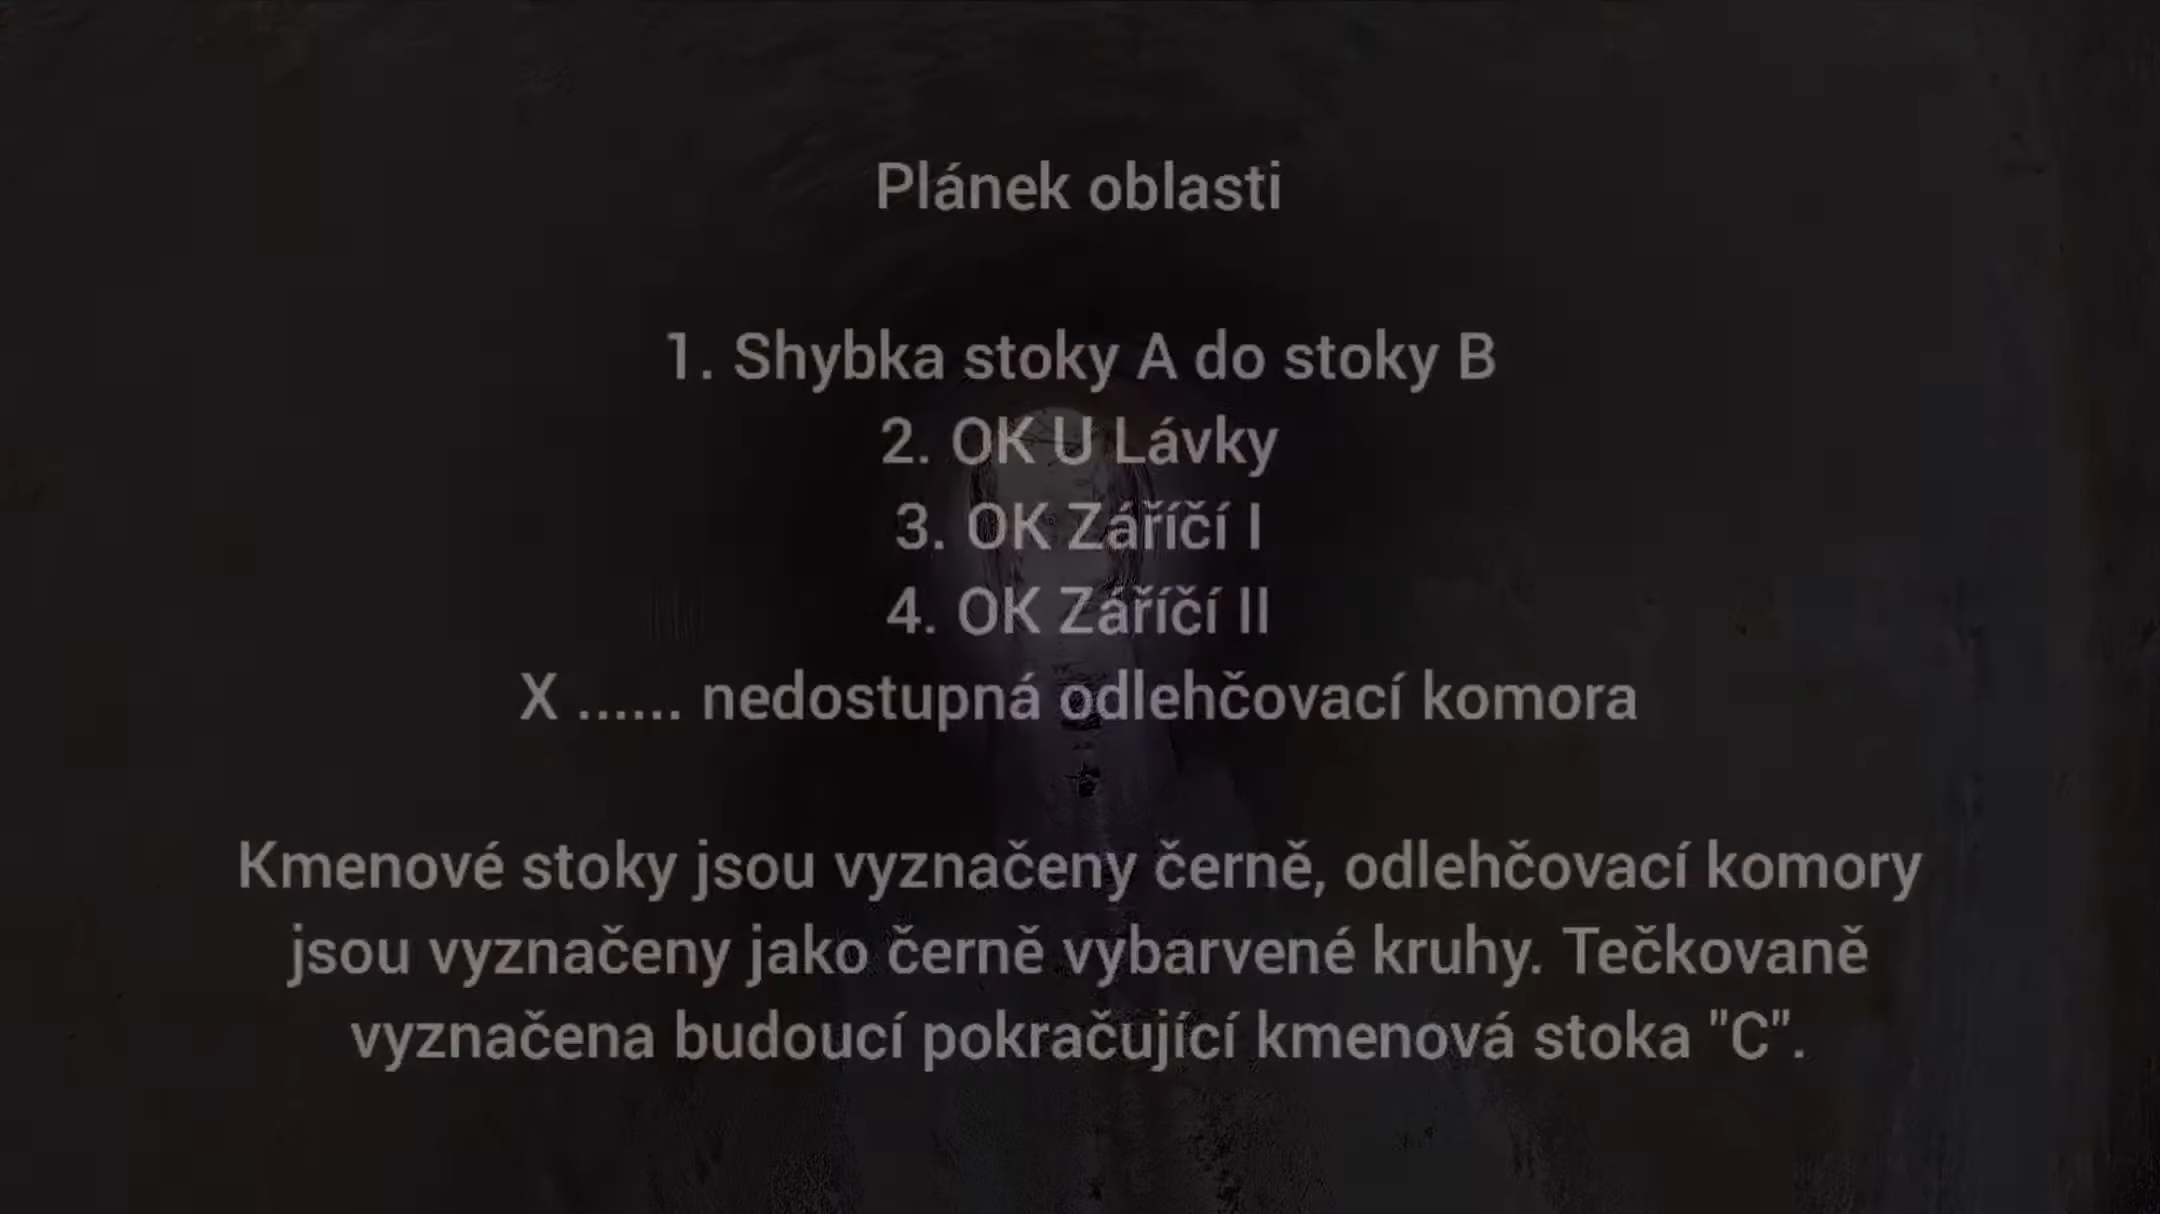 Plánek oblasti
1. Shybka stoky A do stoky B
2. OK U Lávky
3. OK Záříčí I
4. OK Záříčí II
X ...... nedostupná odlehčovací komora
Kmenové stoky jsou vyznačeny černě, odlehčovací komory
jsou vyznačeny jako černě vybarvené kruhy. Tečkovaně
vyznačena budoucí pokračující kmenová stoka "C".